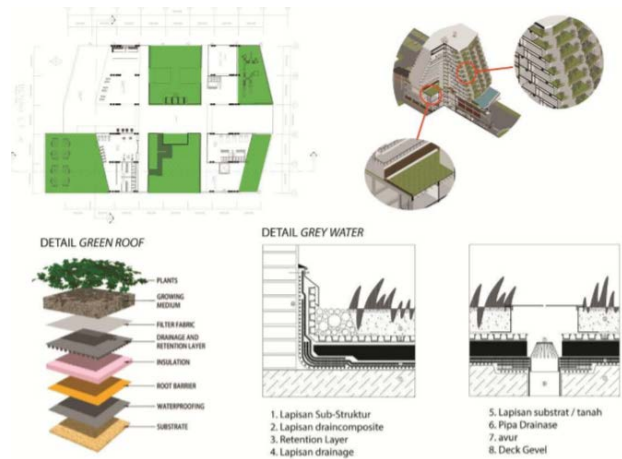 DETAIL GREEN ROOF
PLANTS
GROWING
MEDIUM
FILTER FABRIC
DRAINAGE AND
RETENTION LAYER
INSULATION
ROOT BARRIER
WATERPROOFING
SUBSTRATE
DETAIL GREY WATER
1. Lapisan Sub-Struktur
2. Lapisan draincomposite
3. Retention Layer
4. Lapisan drainage
5. Lapisan substrat / tanah
6. Pipa Drainase
7. avur
8. Deck Gevel